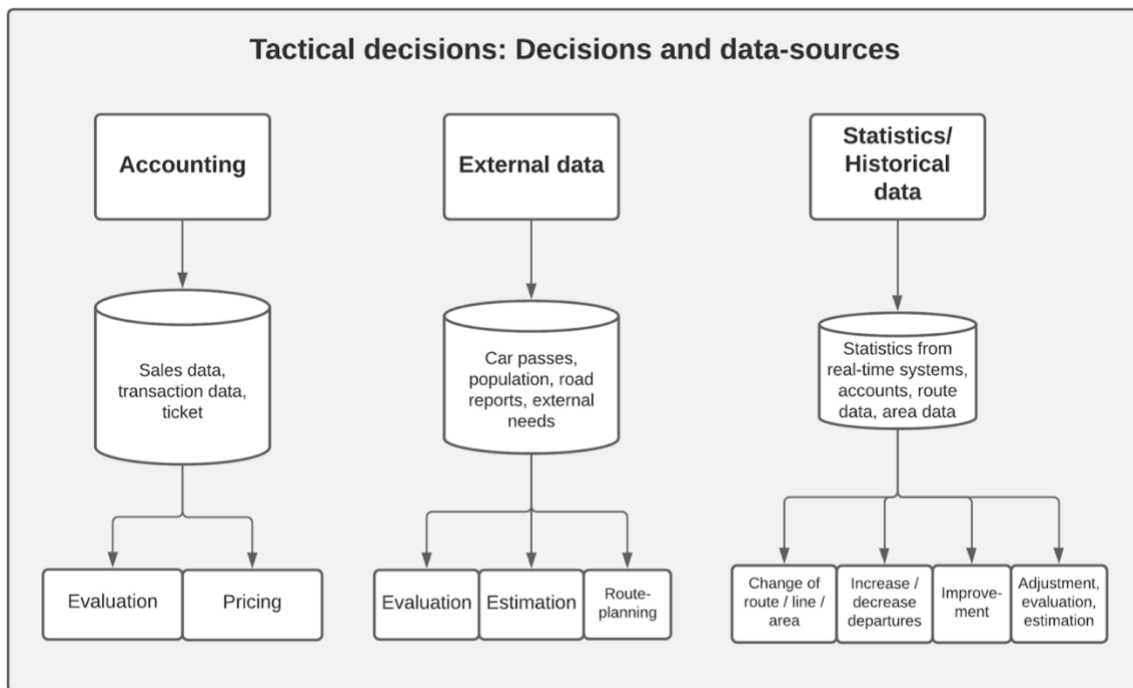 Tactical decisions: Decisions and data-sources
Accounting
External data
Statistics/
Historical
data
Sales data,
transaction data,
ticket
Car passes,
population, road
reports, external
needs
Statistics from
real-time systems,
accounts, route
data, area data
Evaluation
Pricing
Evaluation
Estimation
Route-
planning
Change of
route / line /
area
Increase /
decrease
departures
Improve-
ment
Adjustment,
evaluation,
estimation